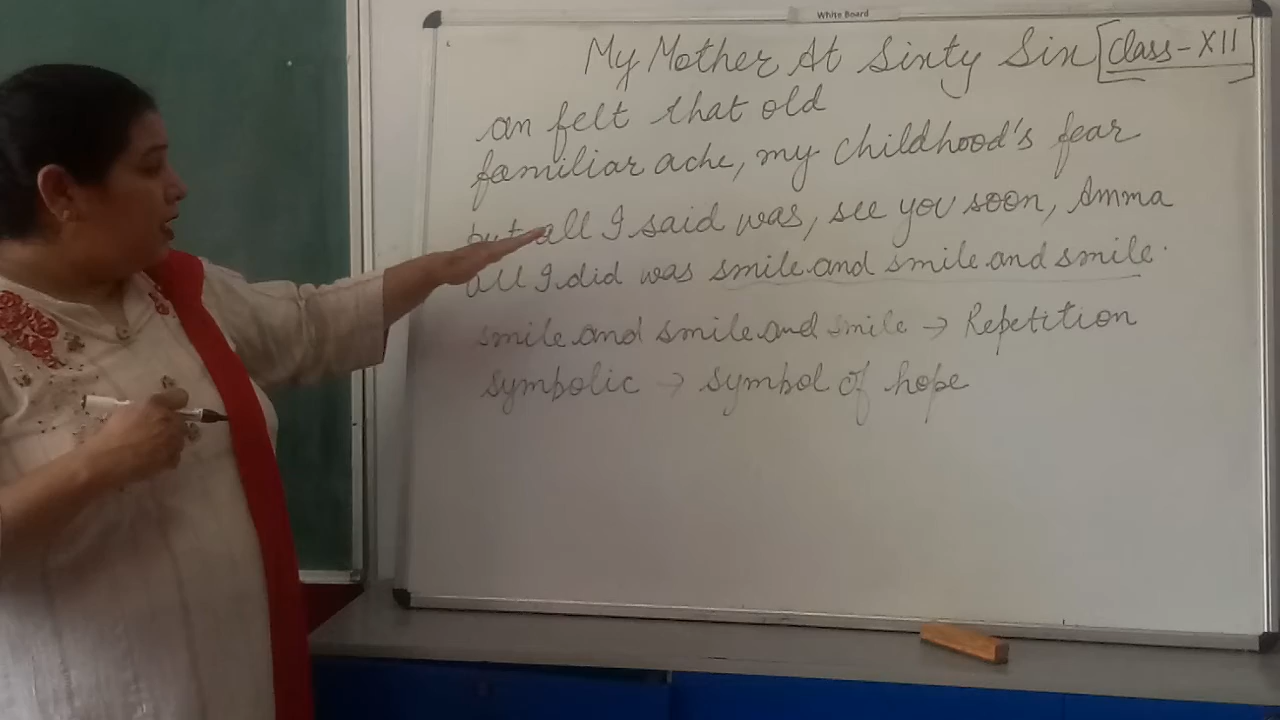 White Board
My Mother At Sixty Six [Class-XII]
an felt that old
familiar ache, my childhood's fear
but all I said was, see you soon, Amma
all I did was smile and smile and smile.
smile and smile and smile → Repetition
symbolic → symbol of hope